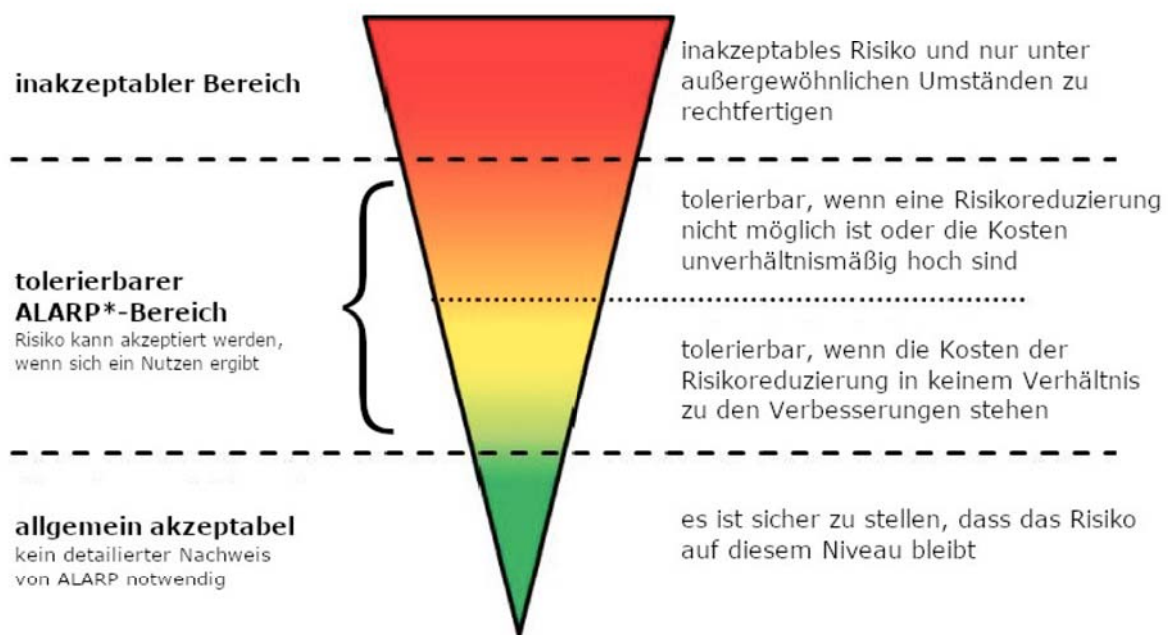 inakzeptabler Bereich
inakzeptables Risiko und nur unter
außergewöhnlichen Umständen zu
rechtfertigen
tolerierbarer
ALARP*-Bereich
Risiko kann akzeptiert werden,
wenn sich ein Nutzen ergibt
tolerierbar, wenn eine Risikoreduzierung
nicht möglich ist oder die Kosten
unverhältnismäßig hoch sind
tolerierbar, wenn die Kosten der
Risikoreduzierung in keinem Verhältnis
zu den Verbesserungen stehen
allgemein akzeptabel
kein detailierter Nachweis
von ALARP notwendig
es ist sicher zu stellen, dass das Risiko
auf diesem Niveau bleibt